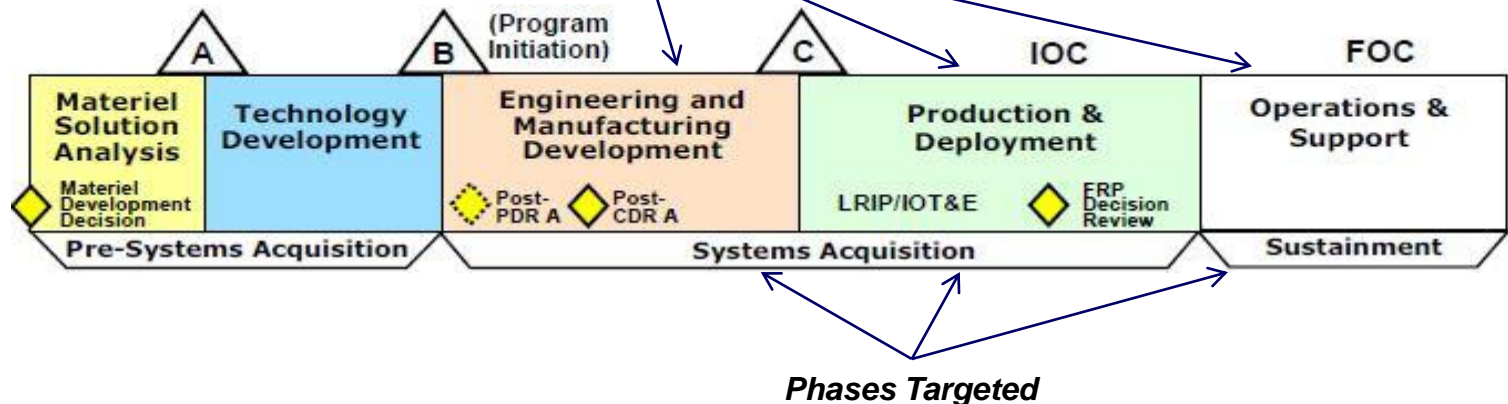 A
B
(Program
Initiation)
C
IOC
FOC
Materiel
Solution
Analysis
Technology
Development
Engineering and
Manufacturing
Development
Production &
Deployment
Operations &
Support
Materiel
Development
Decision
Post-
PDR A
Post-
CDR A
LRIP/IOT&E
FRP
Decision
Review
Pre-Systems Acquisition
Systems Acquisition
Sustainment
Phases Targeted